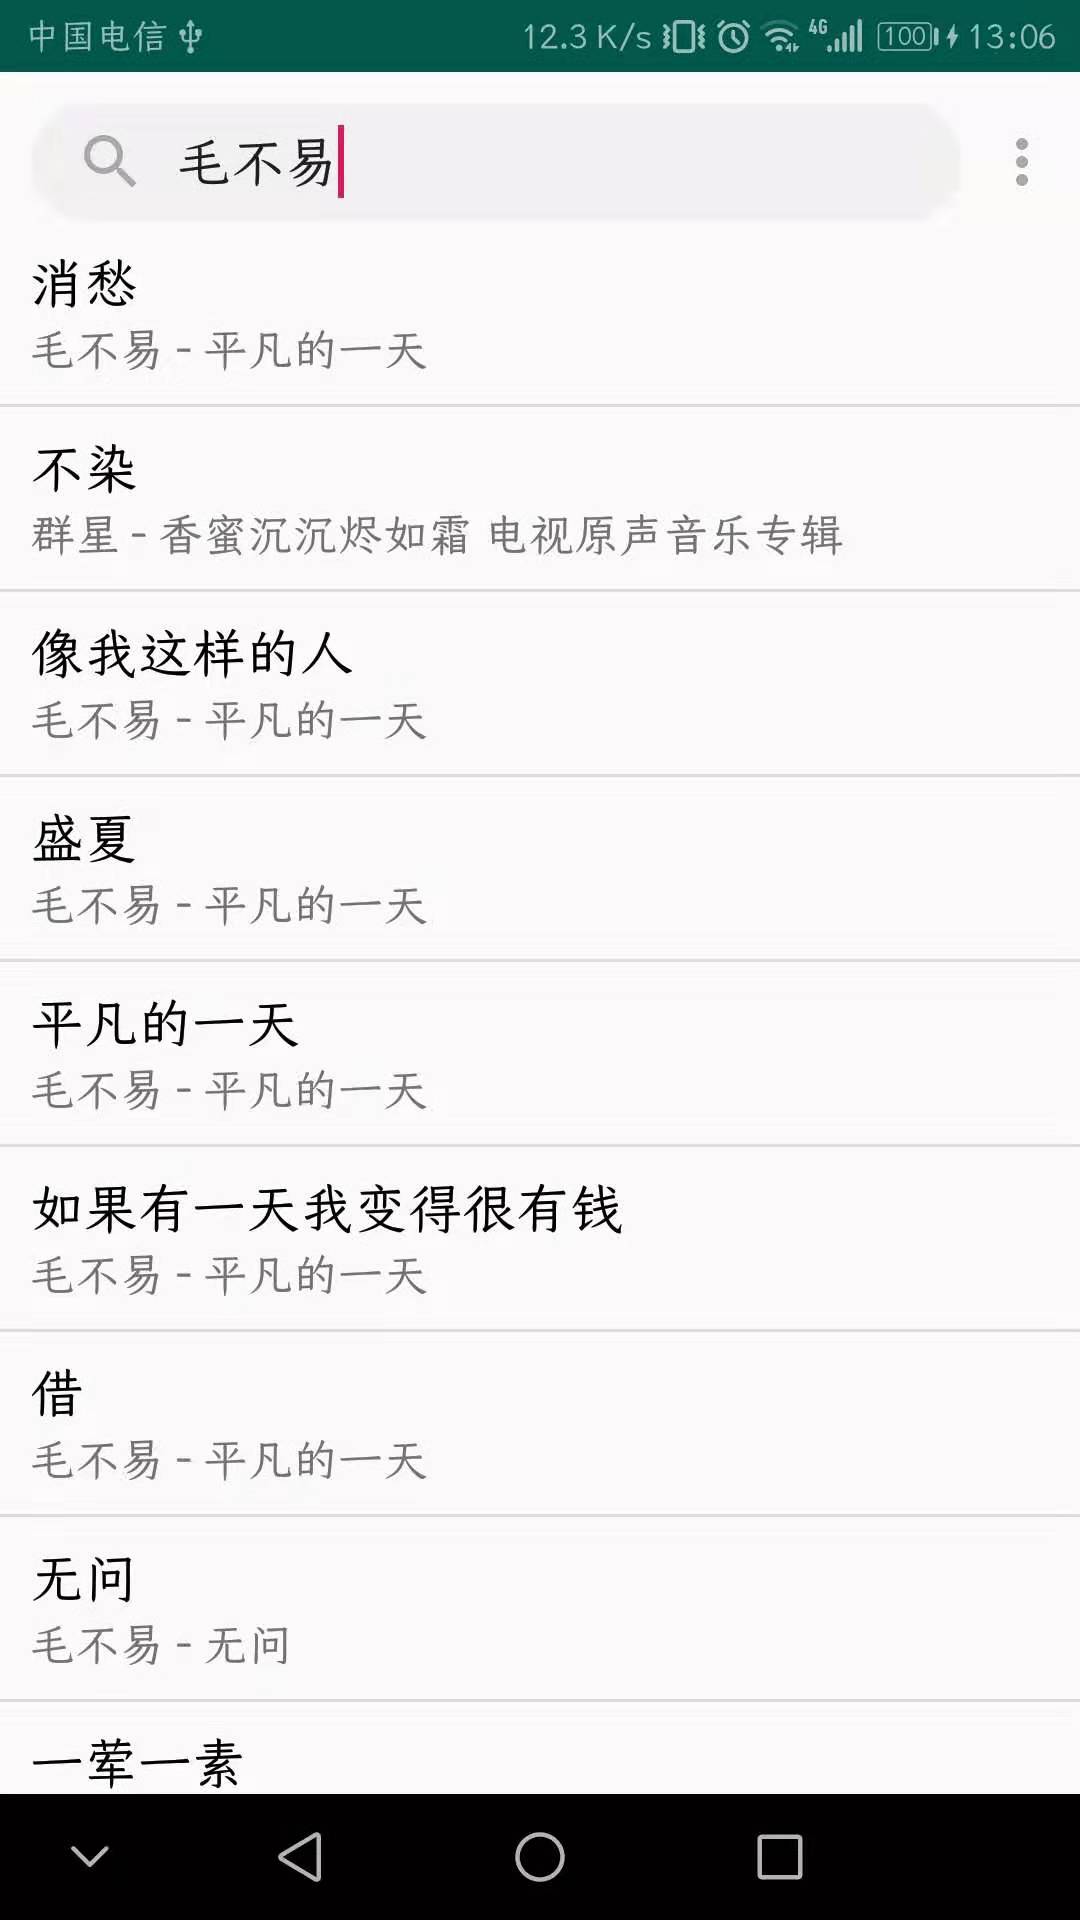 中国电信 12.3 K/s 4G 100 13:06
毛不易
消愁
毛不易 - 平凡的一天
不染
群星 - 香蜜沉沉烬如霜 电视原声音乐专辑
像我这样的人
毛不易 - 平凡的一天
盛夏
毛不易 - 平凡的一天
平凡的一天
毛不易 - 平凡的一天
如果有一天我变得很有钱
毛不易 - 平凡的一天
借
毛不易 - 平凡的一天
无问
毛不易 - 无问
一荤一素